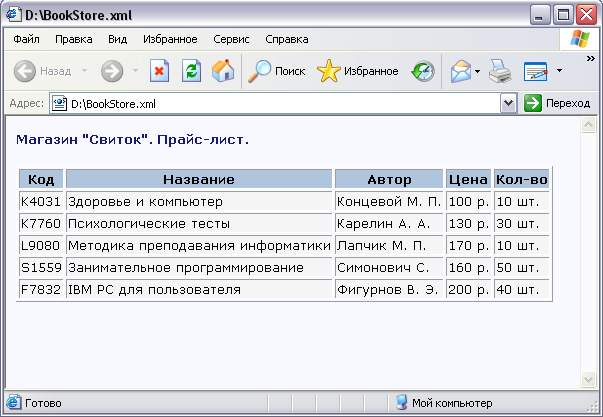 D:\BookStore.xml
Файл Правка Вид Избранное Сервис Справка
Назад Поиск Избранное
Адрес: D:\BookStore.xml Переход
Магазин "Свиток". Прайс-лист.
Код Название Автор Цена Кол-во
K4031 Здоровье и компьютер Концевой М. П. 100 р. 10 шт.
K7760 Психологические тесты Карелин А. А. 130 р. 30 шт.
L9080 Методика преподавания информатики Лапчик М. П. 170 р. 10 шт.
S1559 Занимательное программирование Симонович С. 160 р. 50 шт.
F7832 IBM PC для пользователя Фигурнов В. Э. 200 р. 40 шт.
Готово Мой компьютер